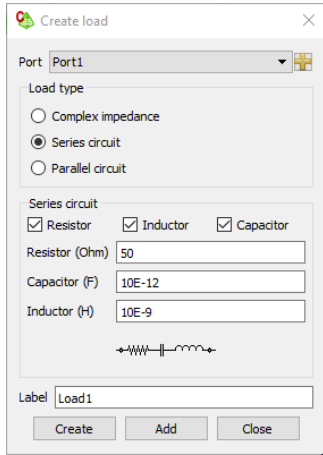 Create load
Port Port1
Load type
Complex impedance
Series circuit
Parallel circuit
Series circuit
Resistor Inductor Capacitor
Resistor (Ohm) 50
Capacitor (F) 10E-12
Inductor (H) 10E-9
Label Load1
Create Add Close